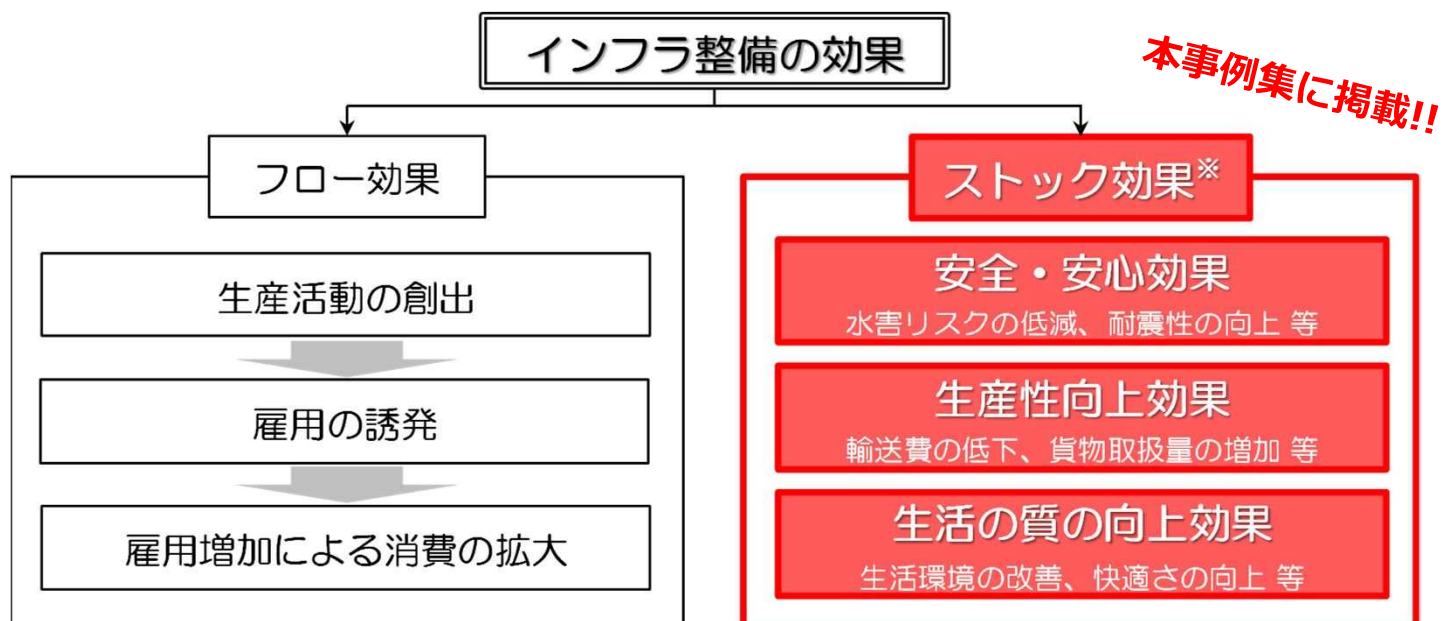 インフラ整備の効果
本事例集に掲載!!
フロー効果
生産活動の創出
雇用の誘発
雇用増加による消費の拡大
ストック効果※
安全・安心効果
水害リスクの低減、耐震性の向上 等
生産性向上効果
輸送費の低下、貨物取扱量の増加 等
生活の質の向上効果
生活環境の改善、快適さの向上 等